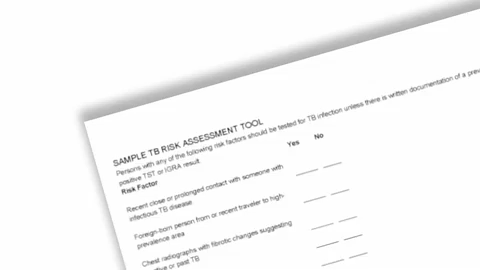 SAMPLE TB RISK ASSESSMENT TOOL
Persons with any of the following risk factors should be tested for TB infection unless there is written documentation of a
positive TST or IGRA result
Risk Factor Yes No
Recent close or prolonged contact with someone with
infectious TB disease
Foreign-born person from or recent traveler to high-
prevalence area
Chest radiographs with fibrotic changes suggesting
or past TB